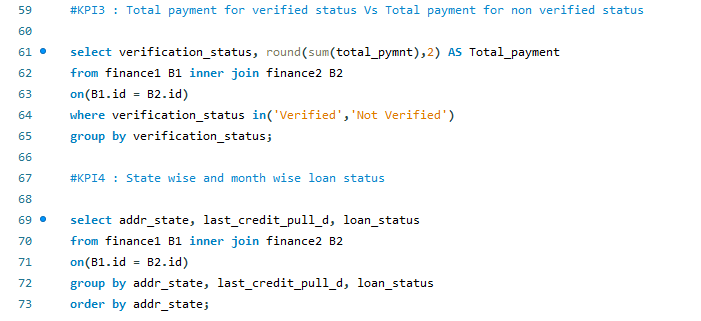 59 #KPI3 : Total payment for verified status Vs Total payment for non verified status
60
61 select verification_status, round(sum(total_pymnt),2) AS Total_payment
62 from finance1 B1 inner join finance2 B2
63 on(B1.id = B2.id)
64 where verification_status in('Verified','Not Verified')
65 group by verification_status;
66
67 #KPI4 : State wise and month wise loan status
68
69 select addr_state, last_credit_pull_d, loan_status
70 from finance1 B1 inner join finance2 B2
71 on(B1.id = B2.id)
72 group by addr_state, last_credit_pull_d, loan_status
73 order by addr_state;